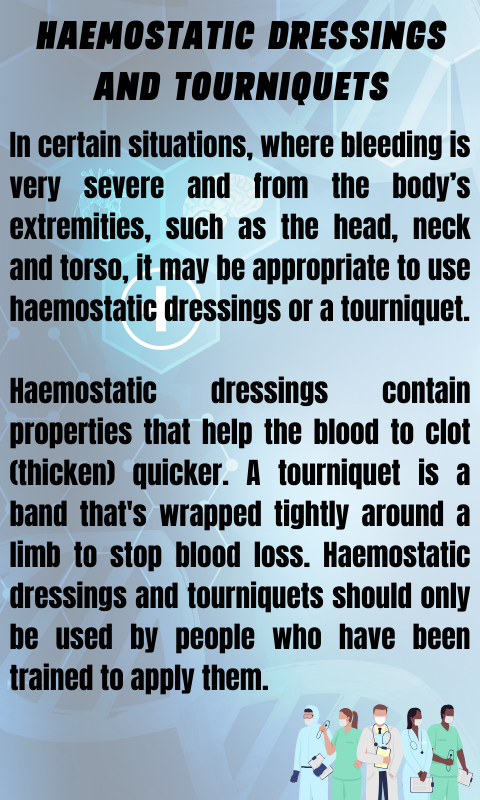 HAEMOSTATIC DRESSINGS
AND TOURNIQUETS
In certain situations, where bleeding is
very severe and from the body’s
extremities, such as the head, neck
and torso, it may be appropriate to use
haemostatic dressings or a tourniquet.
Haemostatic dressings contain
properties that help the blood to clot
(thicken) quicker. A tourniquet is a
band that's wrapped tightly around a
limb to stop blood loss. Haemostatic
dressings and tourniquets should only
be used by people who have been
trained to apply them.